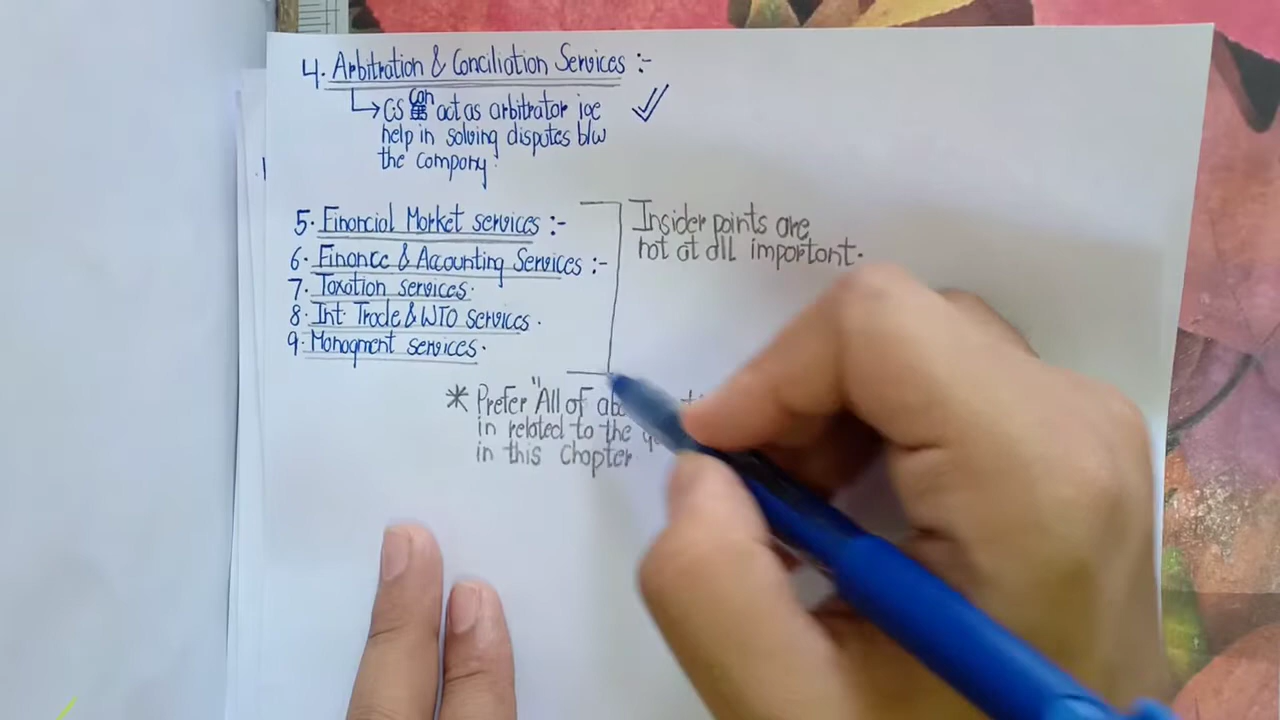 4. Arbitration & Conciliation Services :-
CS can act as arbitrator ioe
help in solving disputes b/w
the company.
5. Financial Market services :-
6. Finance & Accounting Services :-
7. Taxation services.
8. Int. Trade & WTO services.
9. Managment services.
Insider points are
not at all important.
* Prefer "All of
in related to the
in this Chapter